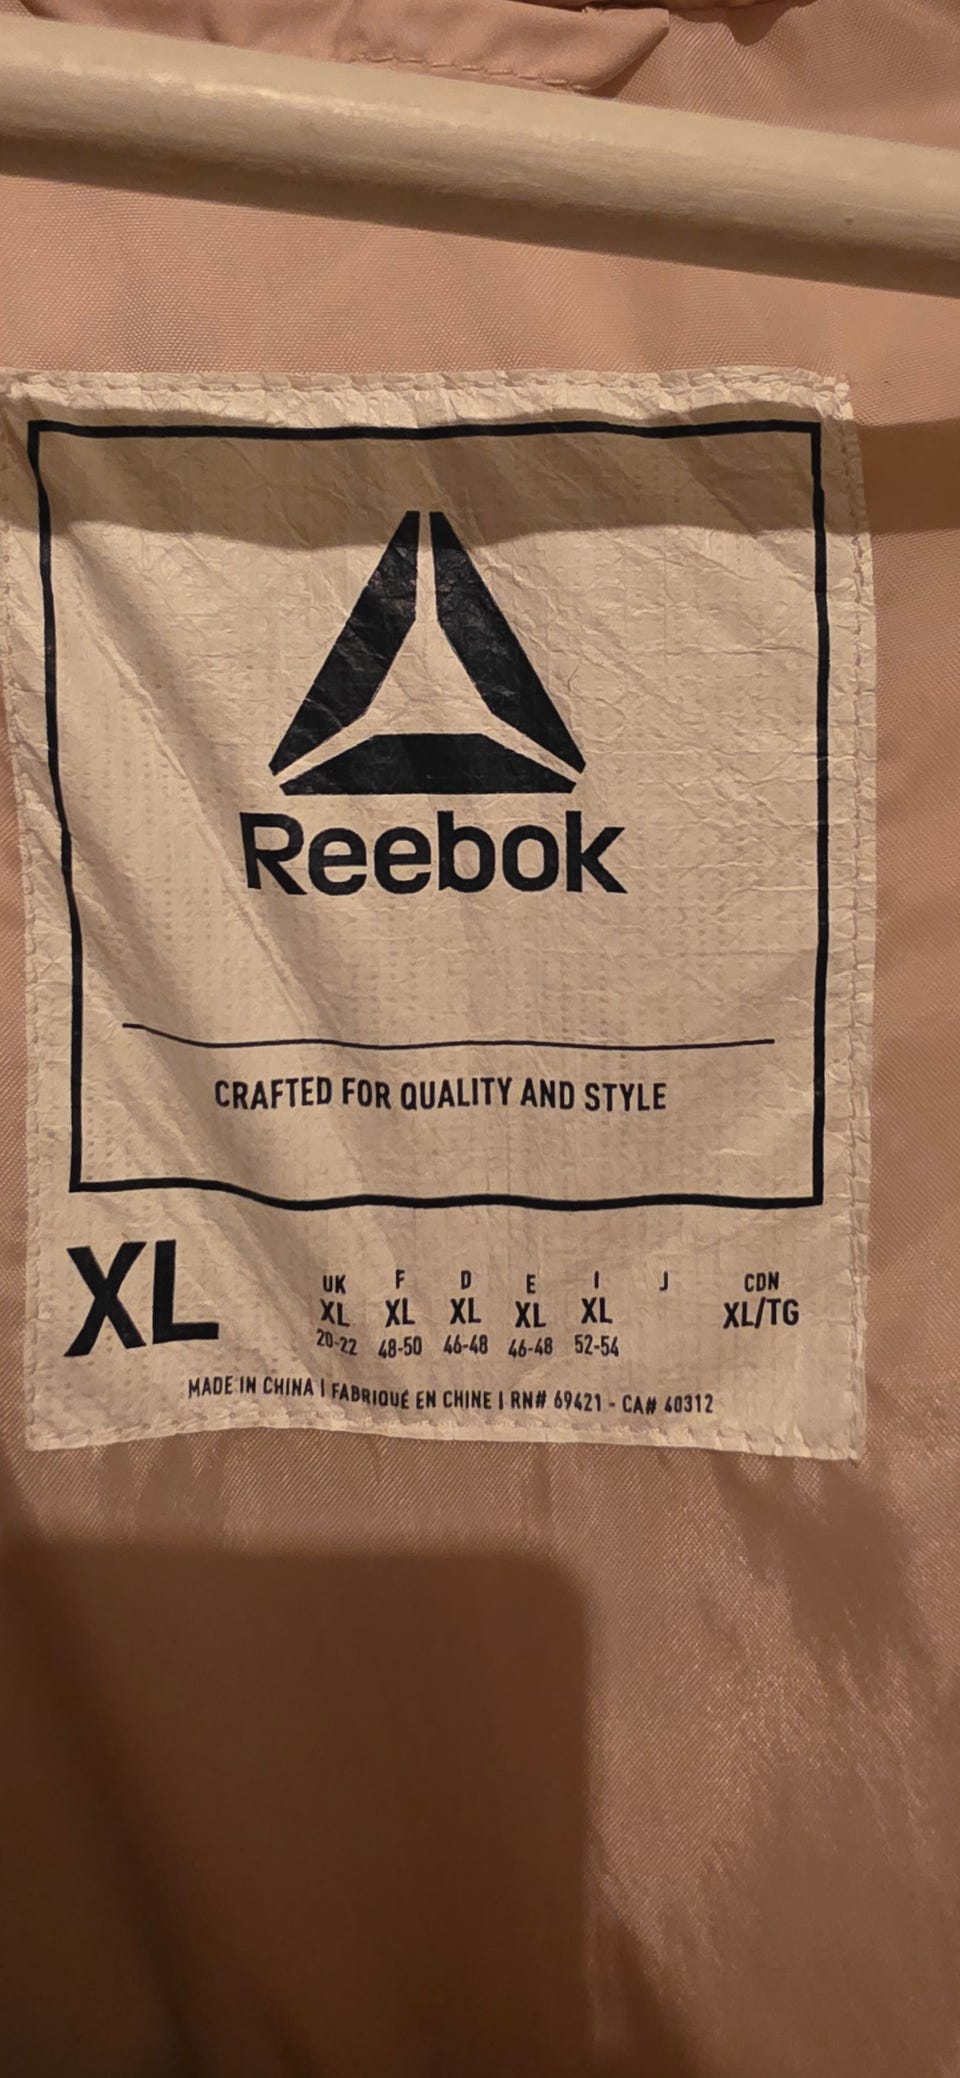 Reebok
CRAFTED FOR QUALITY AND STYLE
XL
UK F D E I J CDN
XL XL XL XL XL XL/TG
20-22 48-50 46-48 46-48 52-54
MADE IN CHINA | FABRIQUÉ EN CHINE | RN# 69421 - CA# 40312